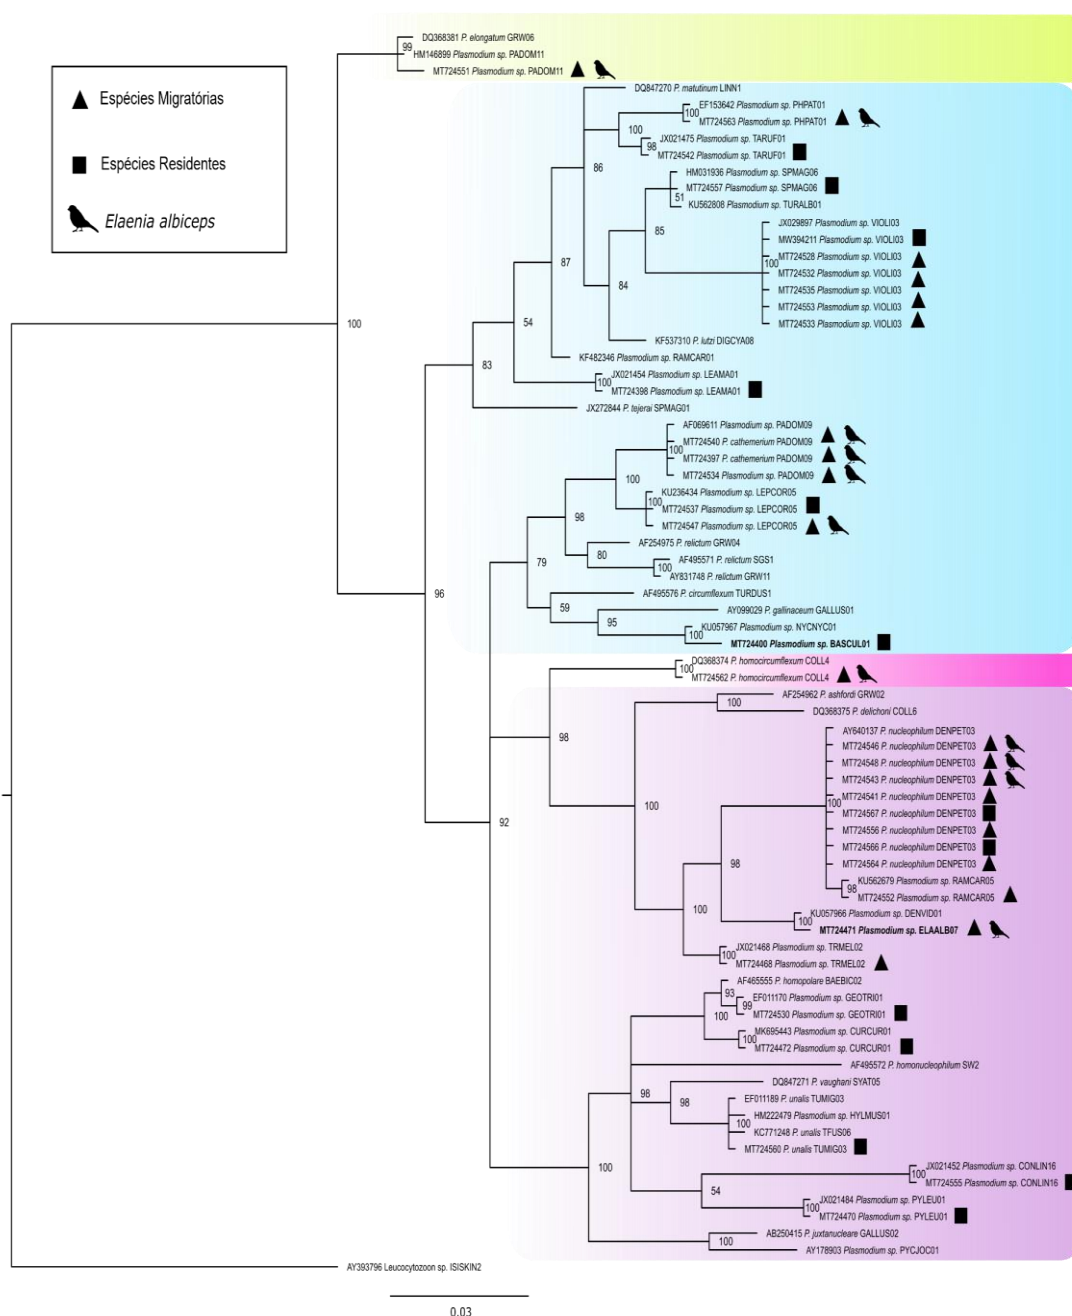 DQ368381 P. elongatum GRW06
99
HM146899 Plasmodium sp. PADOM11
MT724551 Plasmodium sp. PADOM11
Espécies Migratórias
Espécies Residentes
Elaenia albiceps
DQ847270 P. matutinum LINN1
EF153642 Plasmodium sp. PHPAT01
100
MT724563 Plasmodium sp. PHPAT01
100
JX021475 Plasmodium sp. TARUF01
98
MT724542 Plasmodium sp. TARUF01
86
HM031936 Plasmodium sp. SPMAG06
MT724557 Plasmodium sp. SPMAG06
51
KU562808 Plasmodium sp. TURALB01
85
JX029897 Plasmodium sp. VIOLI03
MW394211 Plasmodium sp. VIOLI03
MT724528 Plasmodium sp. VIOLI03
100
87
MT724532 Plasmodium sp. VIOLI03
84
MT724535 Plasmodium sp. VIOLI03
MT724553 Plasmodium sp. VIOLI03
MT724533 Plasmodium sp. VIOLI03
54
100
KF537310 P. lutzi DIGCYA08
KF482346 Plasmodium sp. RAMCAR01
83
JX021454 Plasmodium sp. LEAMA01
100
MT724398 Plasmodium sp. LEAMA01
JX272844 P. tejerai SPMAG01
AF069611 Plasmodium sp. PADOM09
MT724540 P. cathemerium PADOM09
100
MT724397 P. cathemerium PADOM09
MT724534 Plasmodium sp. PADOM09
100
KU236434 Plasmodium sp. LEPCOR05
100
MT724537 Plasmodium sp. LEPCOR05
98
MT724547 Plasmodium sp. LEPCOR05
AF254975 P. relictum GRW04
80
AF495571 P. relictum SGS1
79
100
AY831748 P. relictum GRW11
96
AF495576 P. circumflexum TURDUS1
59
AY099029 P. gallinaceum GALLUS01
95
KU057967 Plasmodium sp. NYCNYC01
100
MT724400 Plasmodium sp. BASCUL01
DQ368374 P. homocircumflexum COLL4
100
MT724562 P. homocircumflexum COLL4
AF254962 P. ashfordi GRW02
100
DQ368375 P. delichoni COLL6
98
AY640137 P. nucleophilum DENPET03
MT724546 P. nucleophilum DENPET03
MT724548 P. nucleophilum DENPET03
MT724543 P. nucleophilum DENPET03
MT724541 P. nucleophilum DENPET03
100
100
MT724567 P. nucleophilum DENPET03
92
MT724556 P. nucleophilum DENPET03
MT724566 P. nucleophilum DENPET03
98
MT724564 P. nucleophilum DENPET03
KU562679 Plasmodium sp. RAMCAR05
98
MT724552 Plasmodium sp. RAMCAR05
100
KU057966 Plasmodium sp. DENVID01
100
MT724471 Plasmodium sp. ELAALB07
JX021468 Plasmodium sp. TRMEL02
100
MT724468 Plasmodium sp. TRMEL02
AF465555 P. homopolare BAEBIC02
93
EF011170 Plasmodium sp. GEOTRI01
99
100
MT724530 Plasmodium sp. GEOTRI01
MK695443 Plasmodium sp. CURCUR01
100
MT724472 Plasmodium sp. CURCUR01
AF495572 P. homonucleophilum SW2
DQ847271 P. vaughani SYAT05
98
98
EF011189 P. unalis TUMIG03
HM222479 Plasmodium sp. HYLMUS01
100
KC771248 P. unalis TFUS06
MT724560 P. unalis TUMIG03
100
JX021452 Plasmodium sp. CONLIN16
100
MT724555 Plasmodium sp. CONLIN16
54
JX021484 Plasmodium sp. PYLEU01
100
MT724470 Plasmodium sp. PYLEU01
AB250415 P. juxtanucleare GALLUS02
100
AY178903 Plasmodium sp. PYCJOC01
AY393796 Leucocytozoon sp. ISISKIN2
0.03